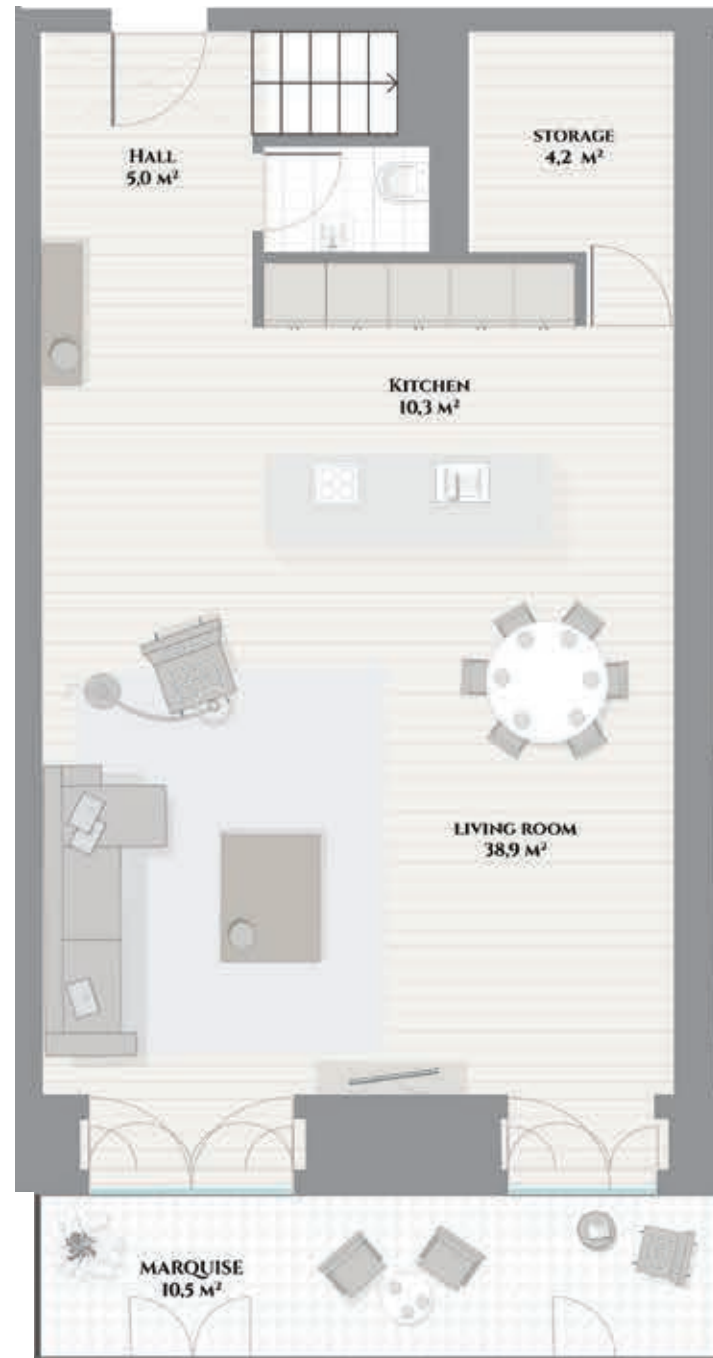 HALL
5,0 M²
STORAGE
4,2 M²
KITCHEN
10,3 M²
LIVING ROOM
38,9 M²
MARQUISE
10,5 M²